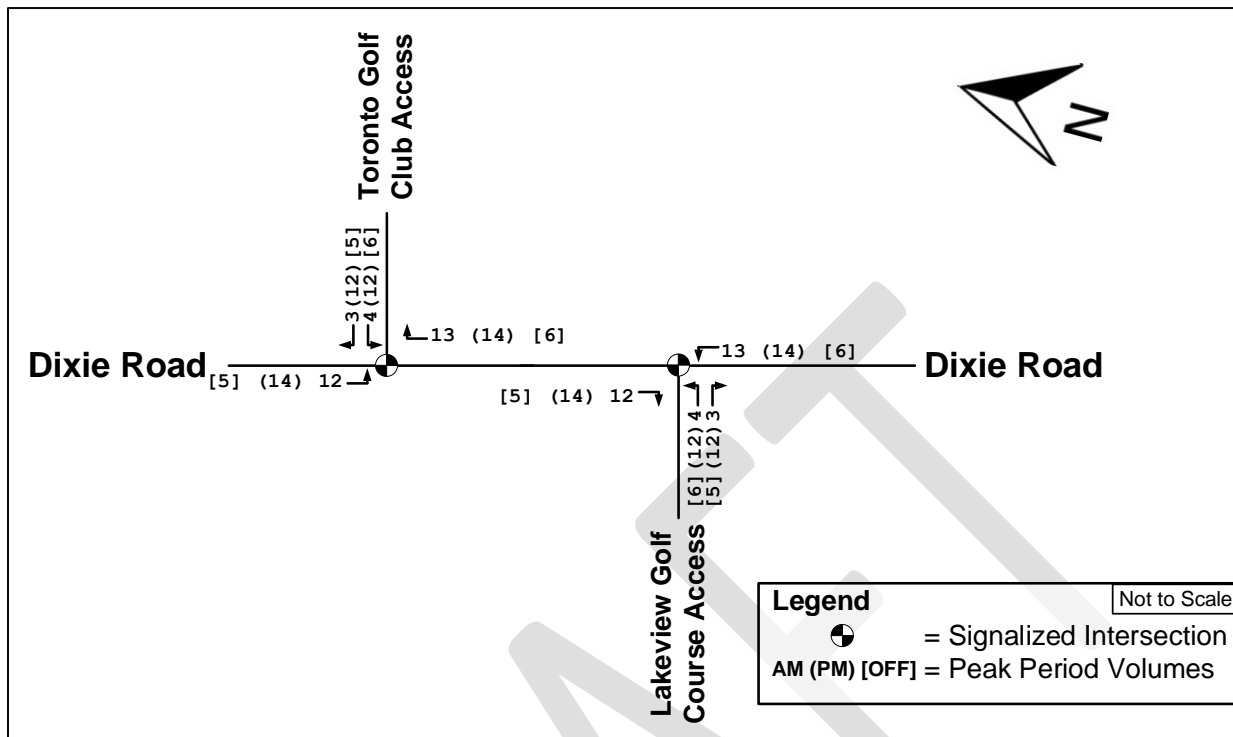 Toronto Golf
Club Access
N
3(12)[5]
4(12)[6]
13 (14) [6]
Dixie Road
[5] (14) 12
[5] (14) 12
13 (14) [6]
Dixie Road
[6](12)4
[5](12)3
Lakeview Golf
Course Access
Legend
Not to Scale
= Signalized Intersection
AM (PM) [OFF] = Peak Period Volumes